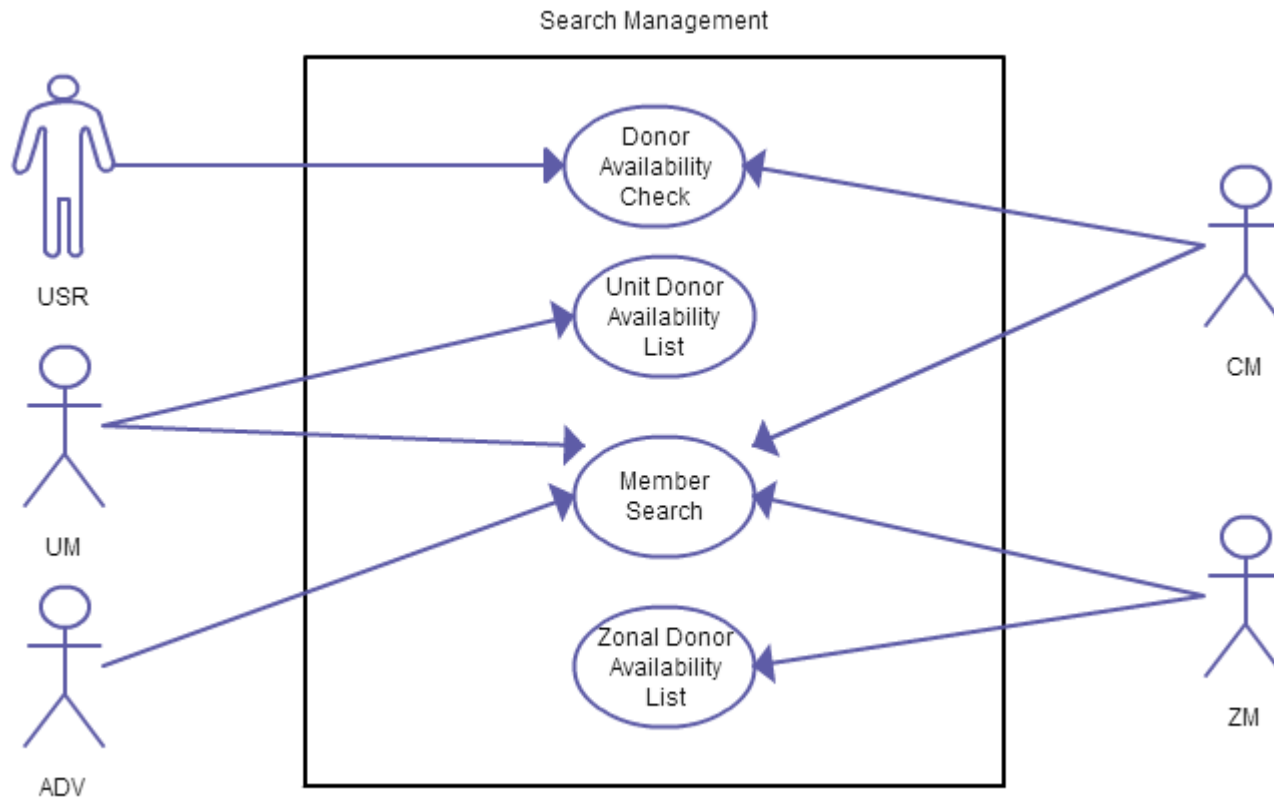 Search Management
Donor
Availability
Check
USR
Unit Donor
Availability
List
CM
UM
Member
Search
Zonal Donor
Availability
List
ZM
ADV